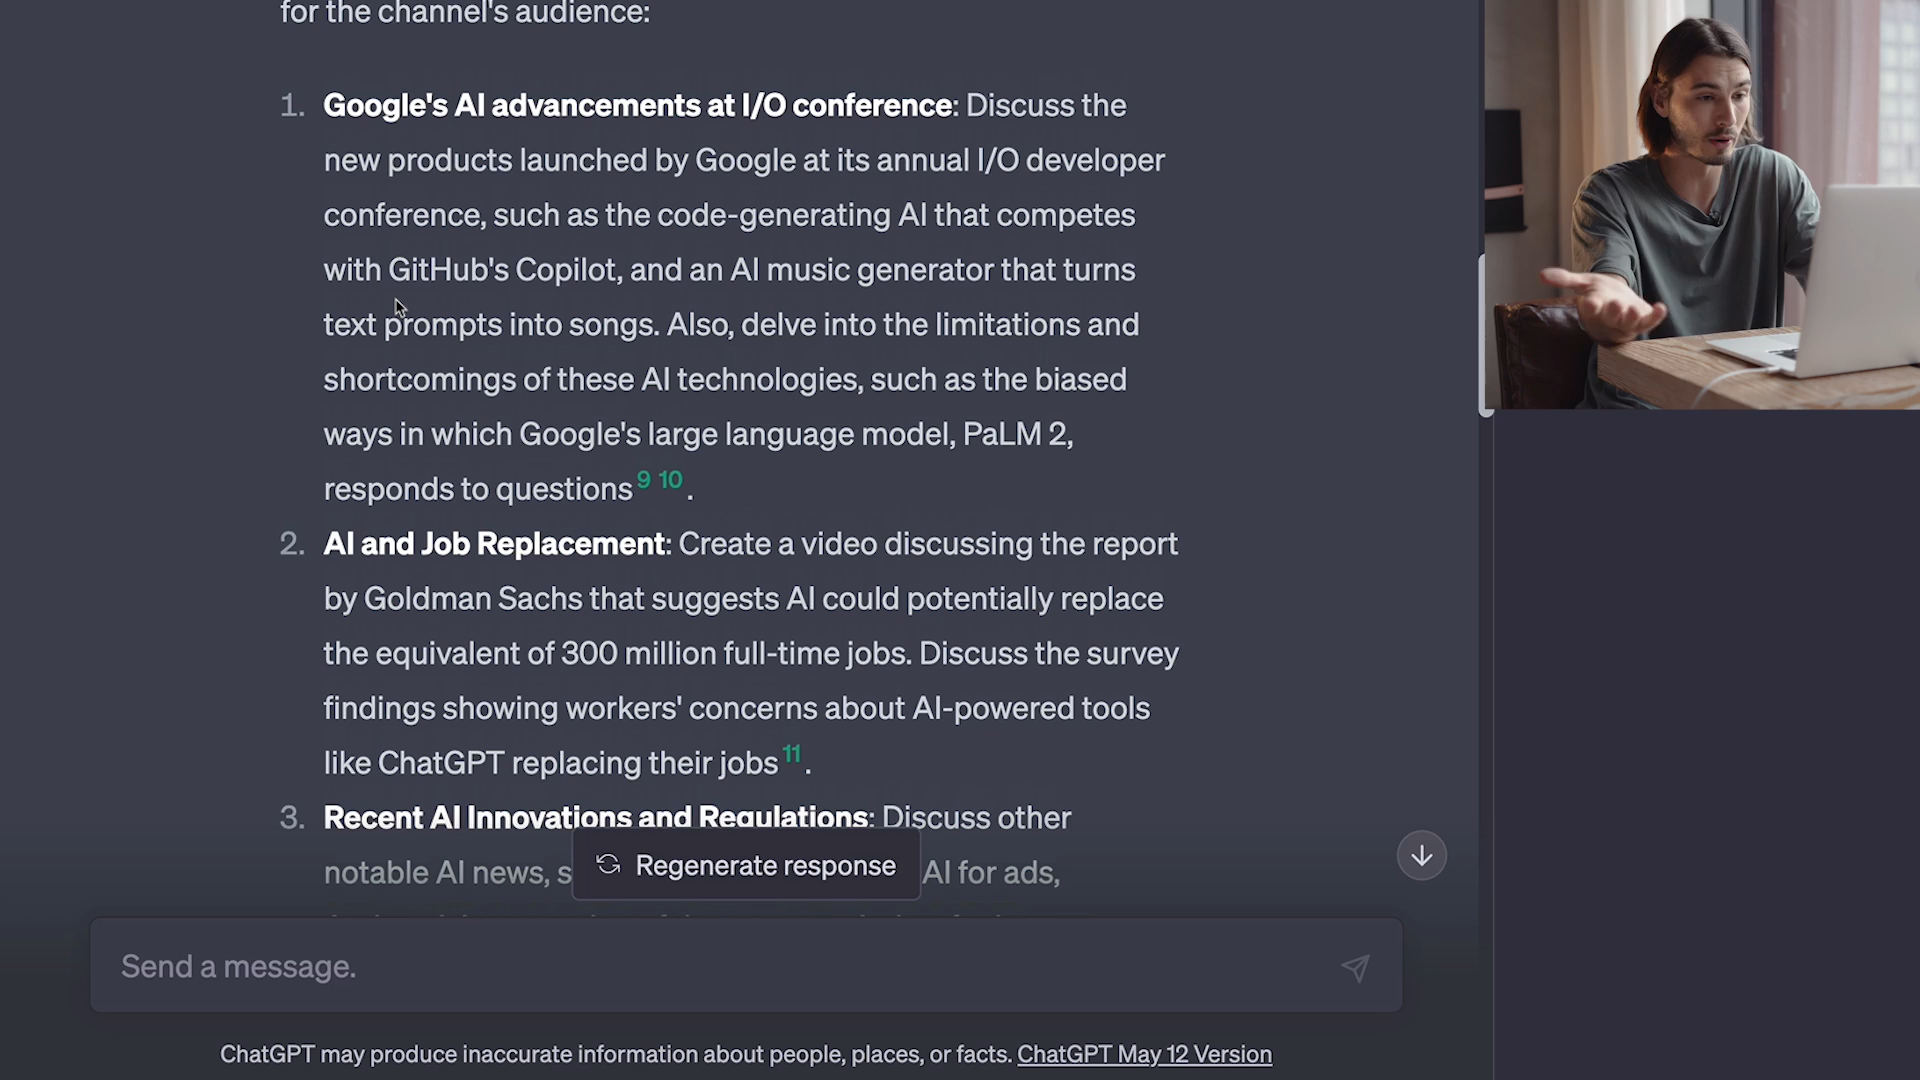 for the channel's audience:
1. Google's AI advancements at I/O conference: Discuss the
new products launched by Google at its annual I/O developer
conference, such as the code-generating AI that competes
with GitHub's Copilot, and an AI music generator that turns
text prompts into songs. Also, delve into the limitations and
shortcomings of these AI technologies, such as the biased
ways in which Google's large language model, PaLM 2,
responds to questions 9 10 .
2. AI and Job Replacement: Create a video discussing the report
by Goldman Sachs that suggests AI could potentially replace
the equivalent of 300 million full-time jobs. Discuss the survey
findings showing workers' concerns about AI-powered tools
like ChatGPT replacing their jobs 11 .
3. Recent AI Innovations and Regulations: Discuss other
notable AI news, s
AI for ads,
Regenerate response
Send a message.
ChatGPT may produce inaccurate information about people, places, or facts. ChatGPT May 12 Version